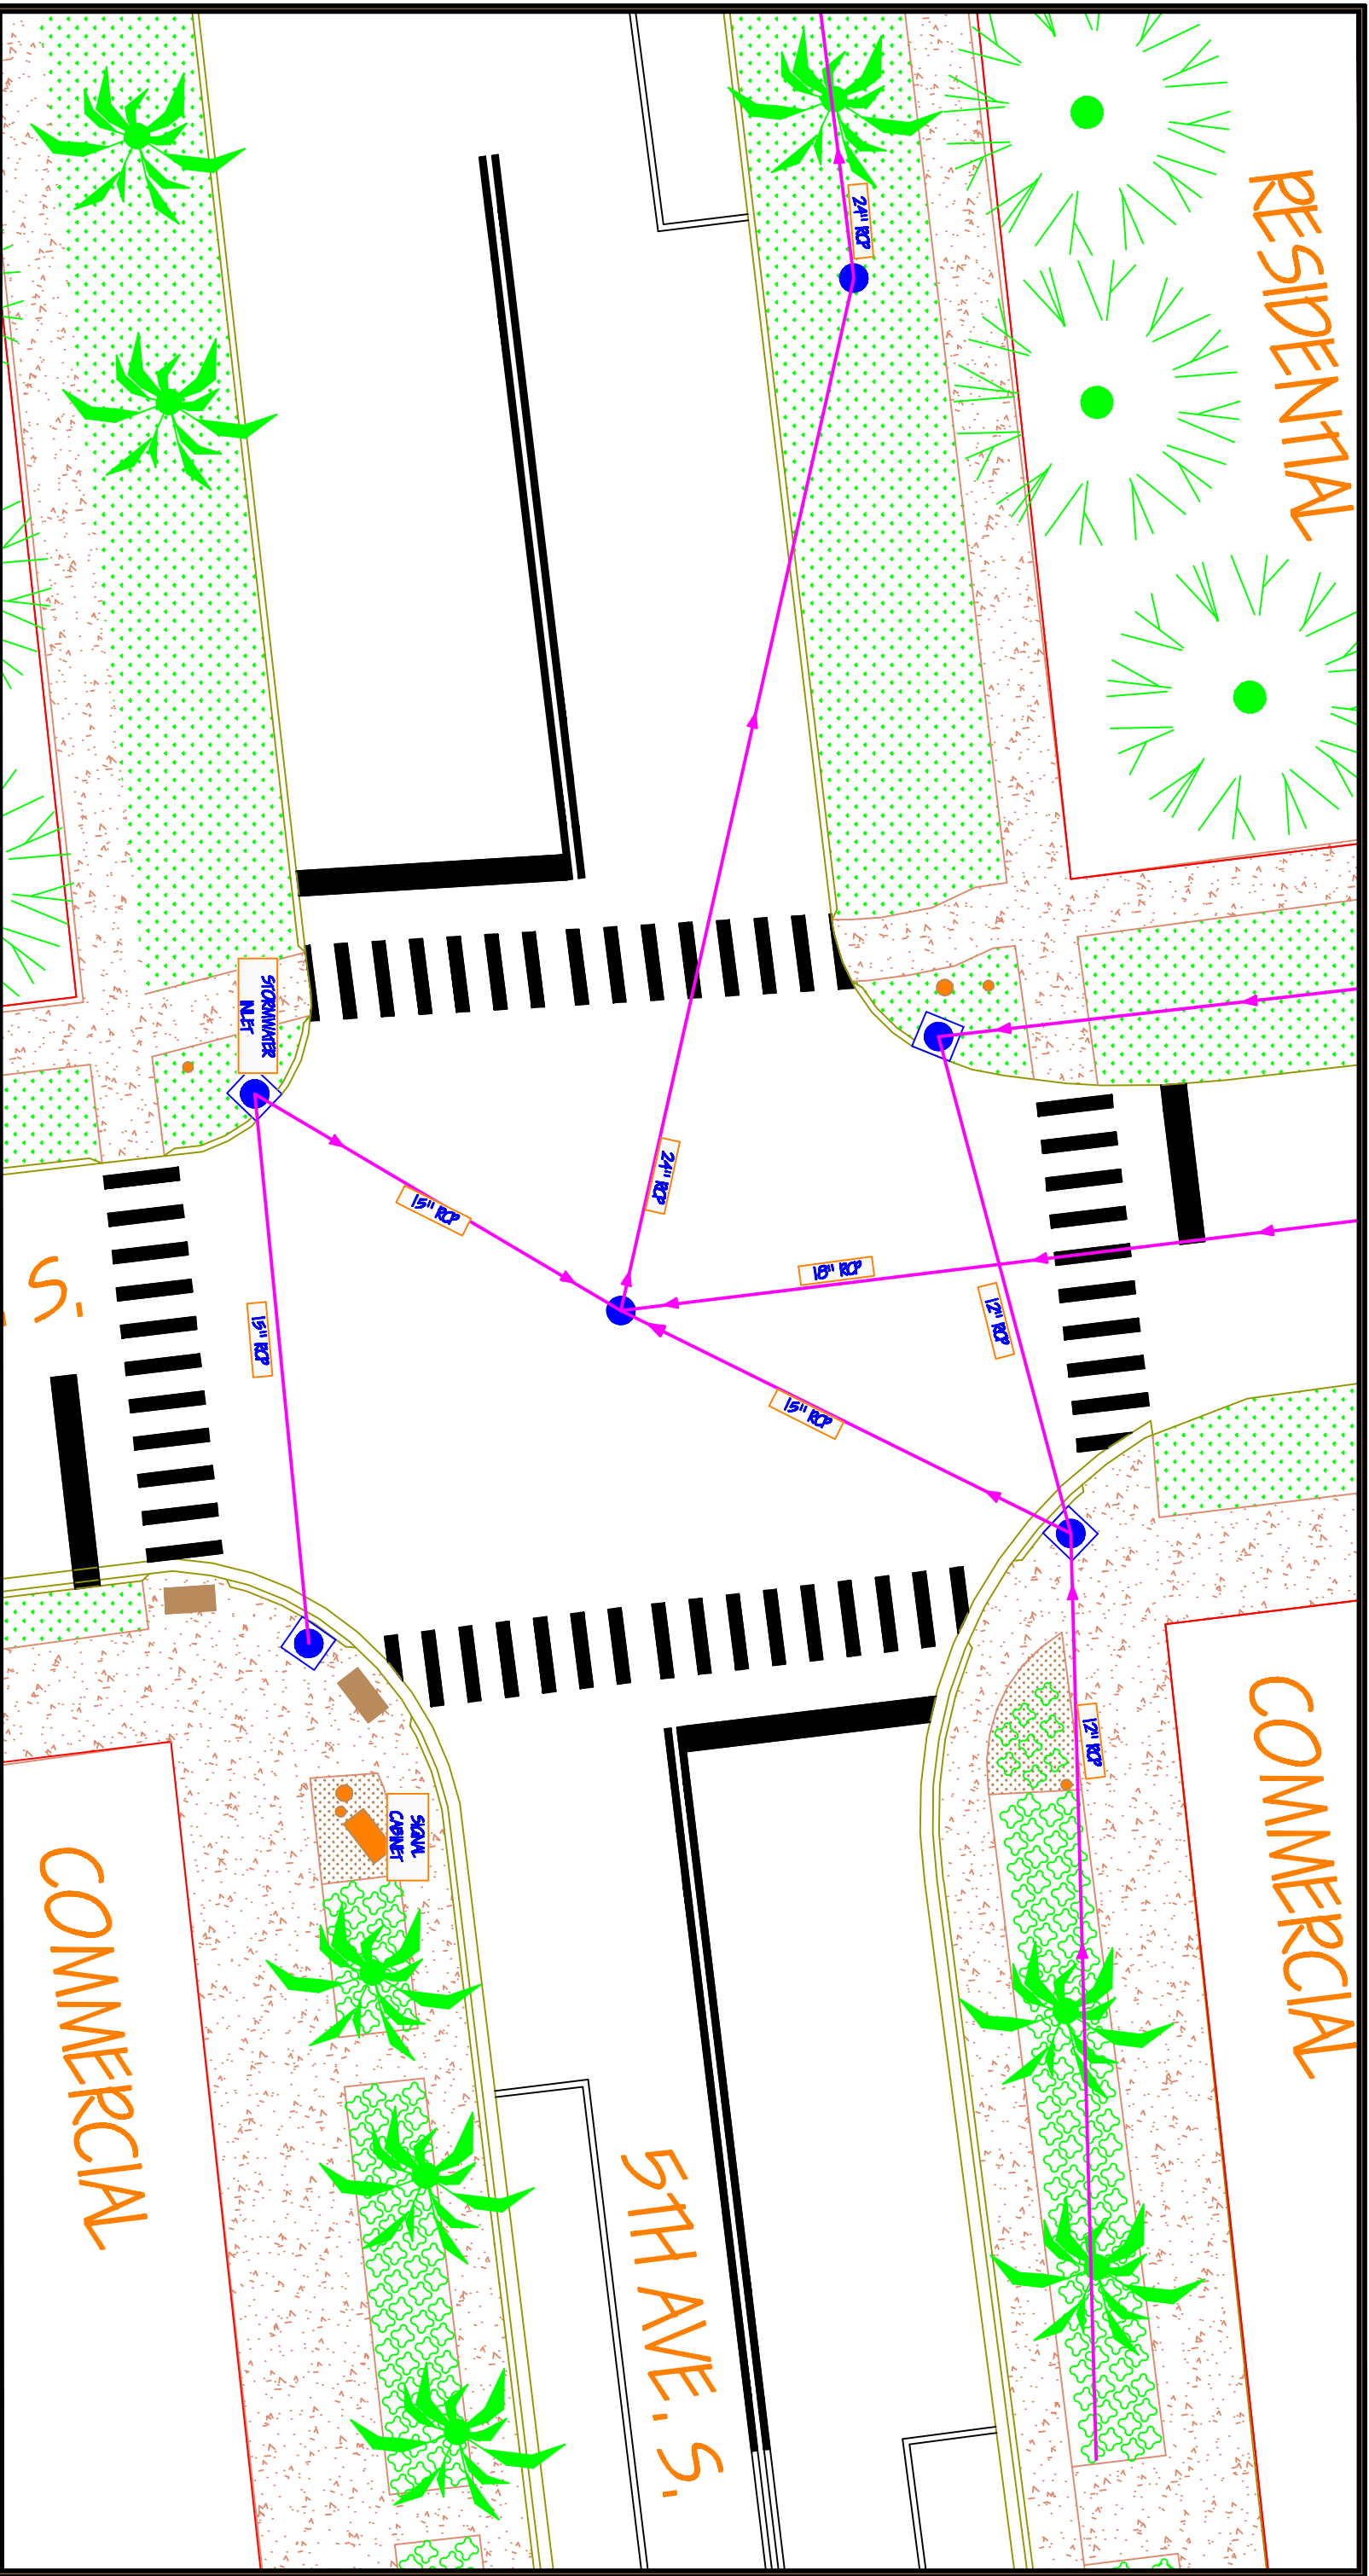 24" RCP
RESIDENTIAL
STORMWATER
INLET
15" RCP
24" RCP
18" RCP
S.
15" RCP
12" RCP
15" RCP
12" RCP
SIGNAL
CABINET
COMMERCIAL
COMMERCIAL
5TH AVE. S.